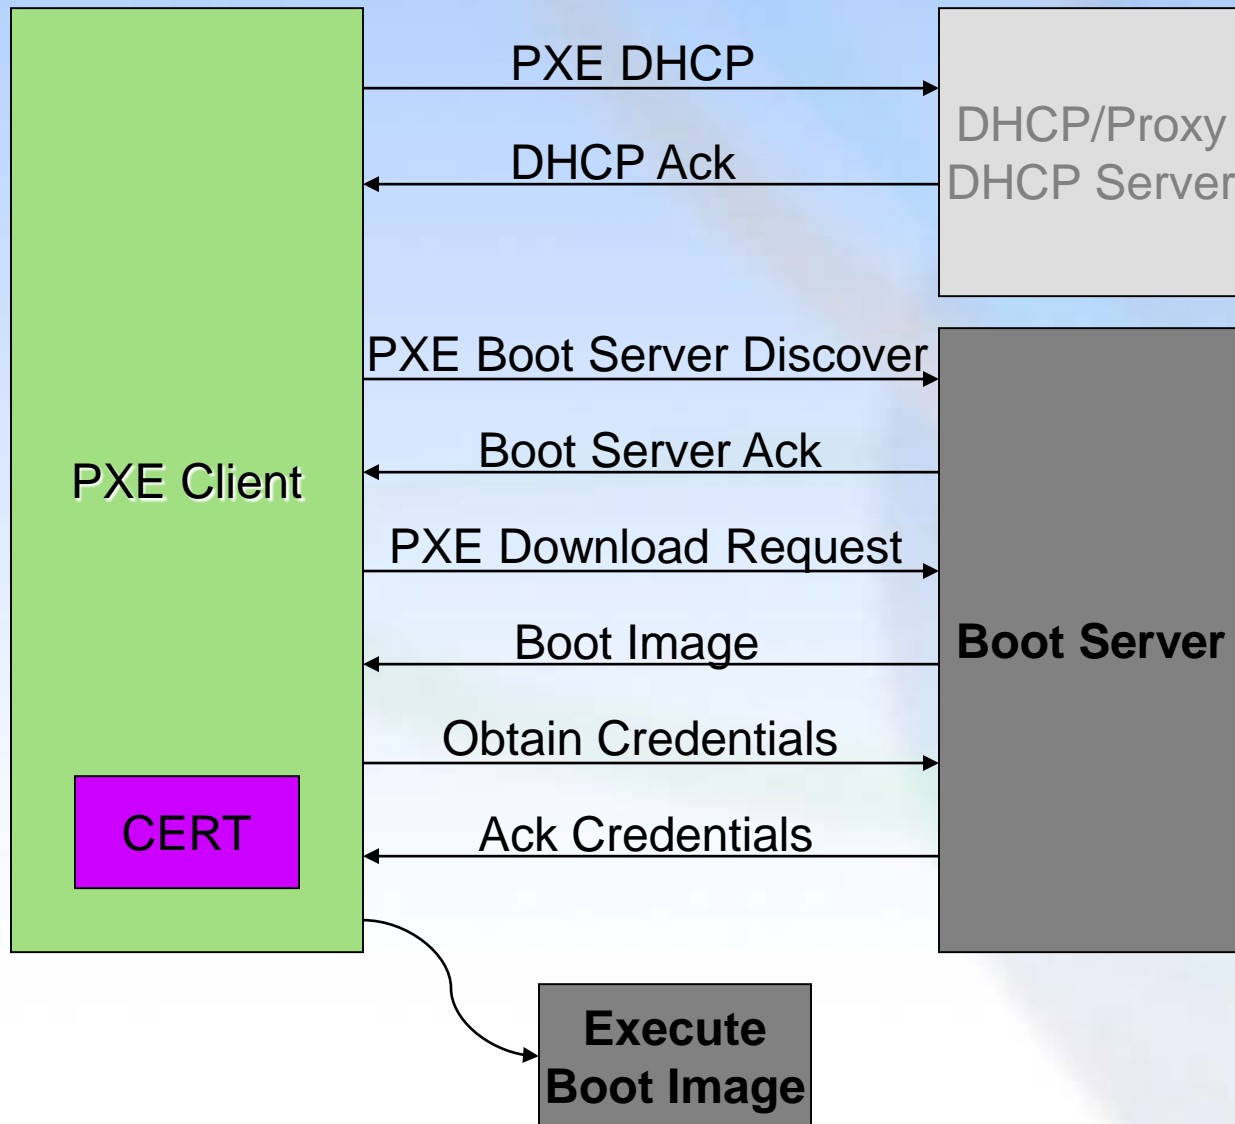 PXE DHCP
DHCP/Proxy
DHCP Server
DHCP Ack
PXE Boot Server Discover
Boot Server Ack
PXE Client
PXE Download Request
Boot Image
Boot Server
Obtain Credentials
CERT
Ack Credentials
Execute
Boot Image